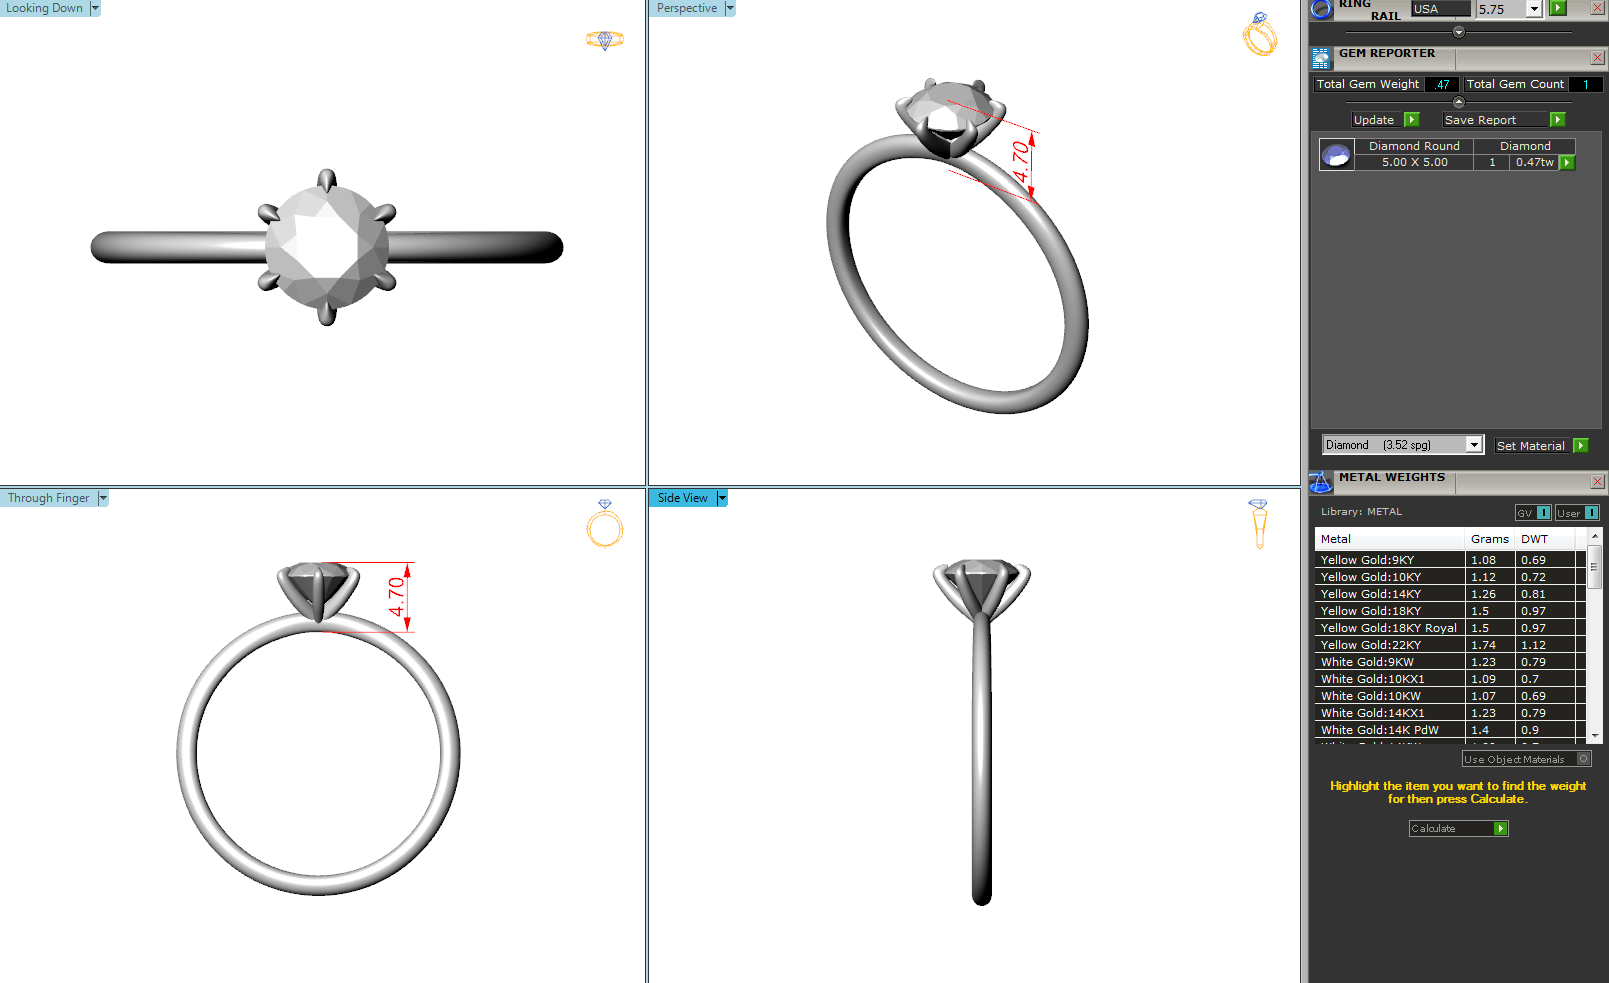 Looking Down
Perspective
4.70
Through Finger
4.70
Side View
RING RAIL
USA
5.75
GEM REPORTER
Total Gem Weight .47 Total Gem Count 1
Update Save Report
Diamond Round Diamond
5.00 X 5.00 1 0.47tw
Diamond (3.52 spg) Set Material
METAL WEIGHTS
Library: METAL GV User
Metal Grams DWT
Yellow Gold:9KY 1.08 0.69
Yellow Gold:10KY 1.12 0.72
Yellow Gold:14KY 1.26 0.81
Yellow Gold:18KY 1.5 0.97
Yellow Gold:18KY Royal 1.5 0.97
Yellow Gold:22KY 1.74 1.12
White Gold:9KW 1.23 0.79
White Gold:10KX1 1.09 0.7
White Gold:10KW 1.07 0.69
White Gold:14KX1 1.23 0.79
White Gold:14K PdW 1.4 0.9
Use Object Materials
Highlight the item you want to find the weight
for then press Calculate.
Calculate